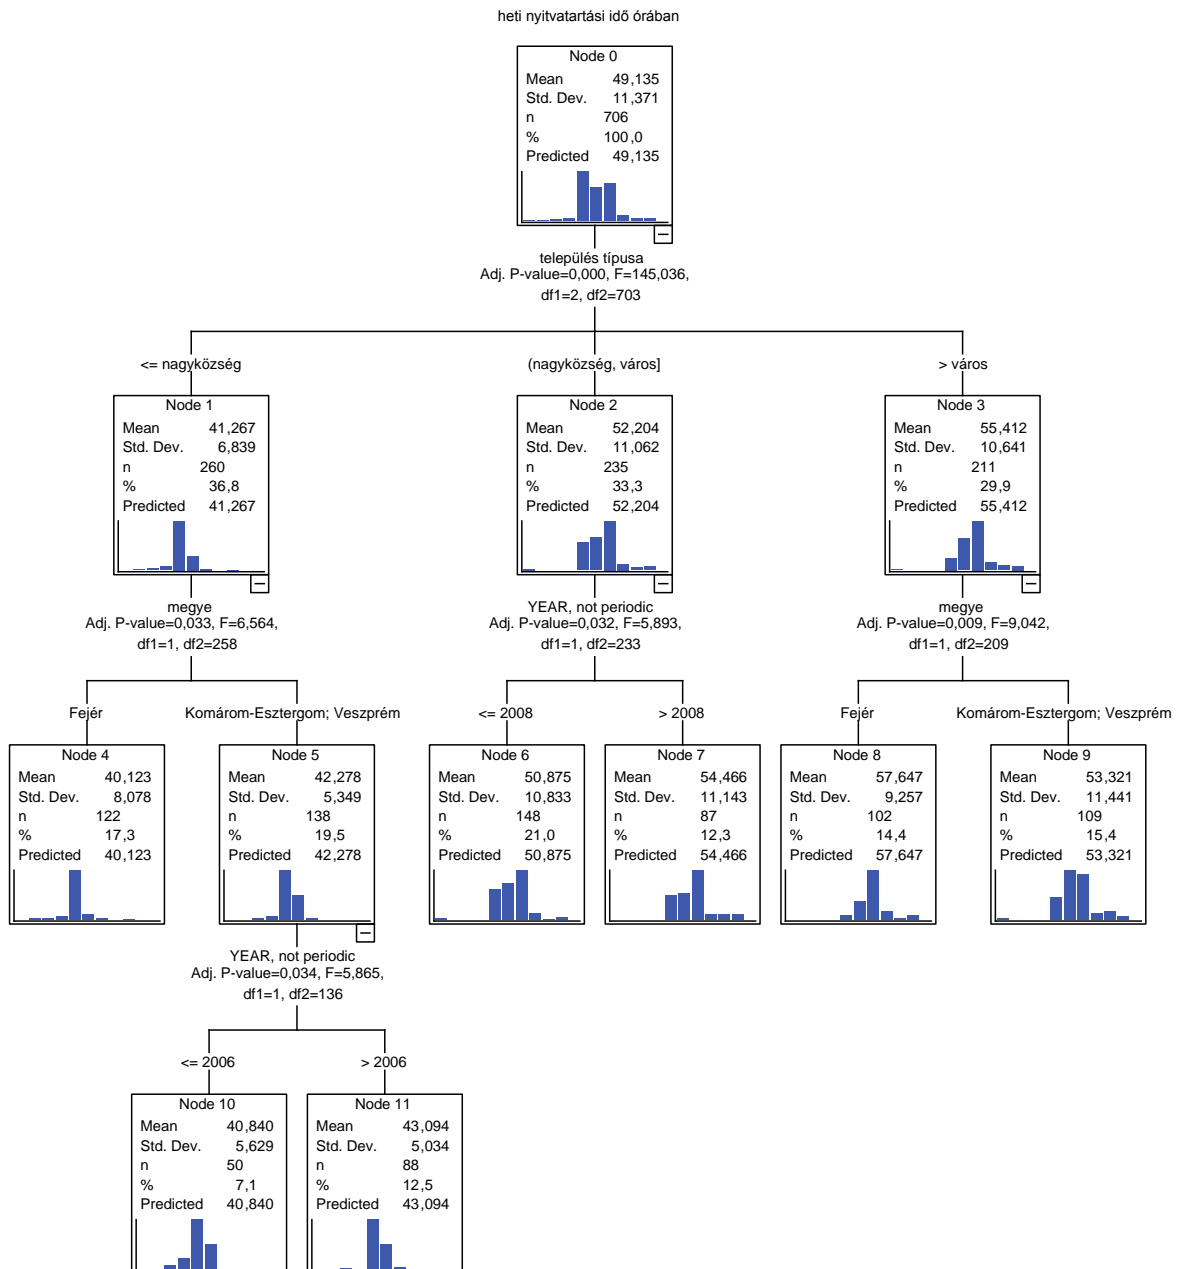 heti nyitvatartási idő órában
Node 0
Mean 49,135
Std. Dev. 11,371
n 706
% 100,0
Predicted 49,135
település típusa
Adj. P-value=0,000, F=145,036,
df1=2, df2=703
<= nagyközség
(nagyközség, város]
> város
Node 1
Mean 41,267
Std. Dev. 6,839
n 260
% 36,8
Predicted 41,267
Node 2
Mean 52,204
Std. Dev. 11,062
n 235
% 33,3
Predicted 52,204
Node 3
Mean 55,412
Std. Dev. 10,641
n 211
% 29,9
Predicted 55,412
megye
Adj. P-value=0,033, F=6,564,
df1=1, df2=258
YEAR, not periodic
Adj. P-value=0,032, F=5,893,
df1=1, df2=233
megye
Adj. P-value=0,009, F=9,042,
df1=1, df2=209
Fejér
Komárom-Esztergom; Veszprém
<= 2008
> 2008
Fejér
Komárom-Esztergom; Veszprém
Node 4
Mean 40,123
Std. Dev. 8,078
n 122
% 17,3
Predicted 40,123
Node 5
Mean 42,278
Std. Dev. 5,349
n 138
% 19,5
Predicted 42,278
Node 6
Mean 50,875
Std. Dev. 10,833
n 148
% 21,0
Predicted 50,875
Node 7
Mean 54,466
Std. Dev. 11,143
n 87
% 12,3
Predicted 54,466
Node 8
Mean 57,647
Std. Dev. 9,257
n 102
% 14,4
Predicted 57,647
Node 9
Mean 53,321
Std. Dev. 11,441
n 109
% 15,4
Predicted 53,321
YEAR, not periodic
Adj. P-value=0,034, F=5,865,
df1=1, df2=136
<= 2006
> 2006
Node 10
Mean 40,840
Std. Dev. 5,629
n 50
% 7,1
Predicted 40,840
Node 11
Mean 43,094
Std. Dev. 5,034
n 88
% 12,5
Predicted 43,094